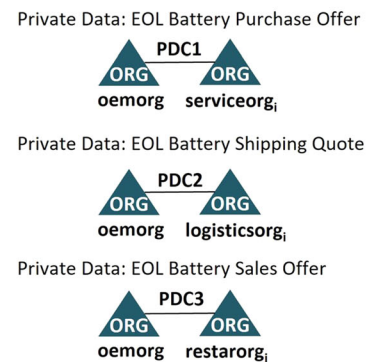 Private Data: EOL Battery Purchase Offer
PDC1
ORG ORG
oemorg serviceorgi
Private Data: EOL Battery Shipping Quote
PDC2
ORG ORG
oemorg logisticsorgi
Private Data: EOL Battery Sales Offer
PDC3
ORG ORG
oemorg restarorgi